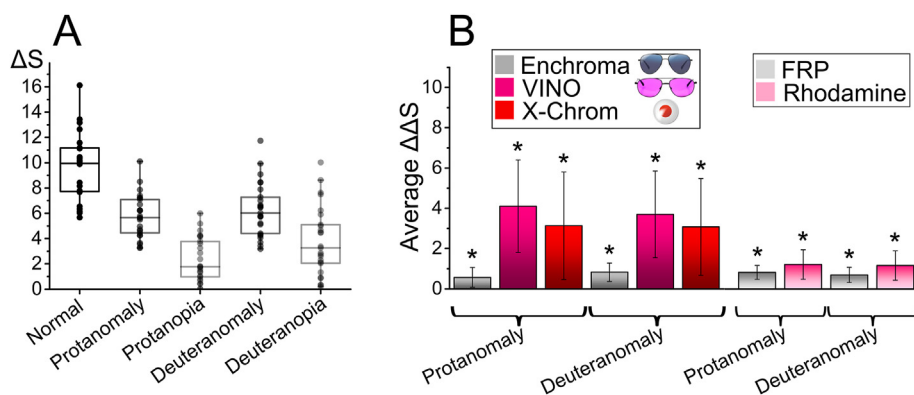 A
ΔS
16
14
12
10
8
6
4
2
0
Normal
Protanomaly
Protanopia
Deuteranomaly
Deuteranopia
B
Average ΔΔS
10
8
6
4
2
0
Enchroma
VINO
X-Chrom
FRP
Rhodamine
* * * * * * * * * *
Protanomaly
Deuteranomaly
Protanomaly
Deuteranomaly